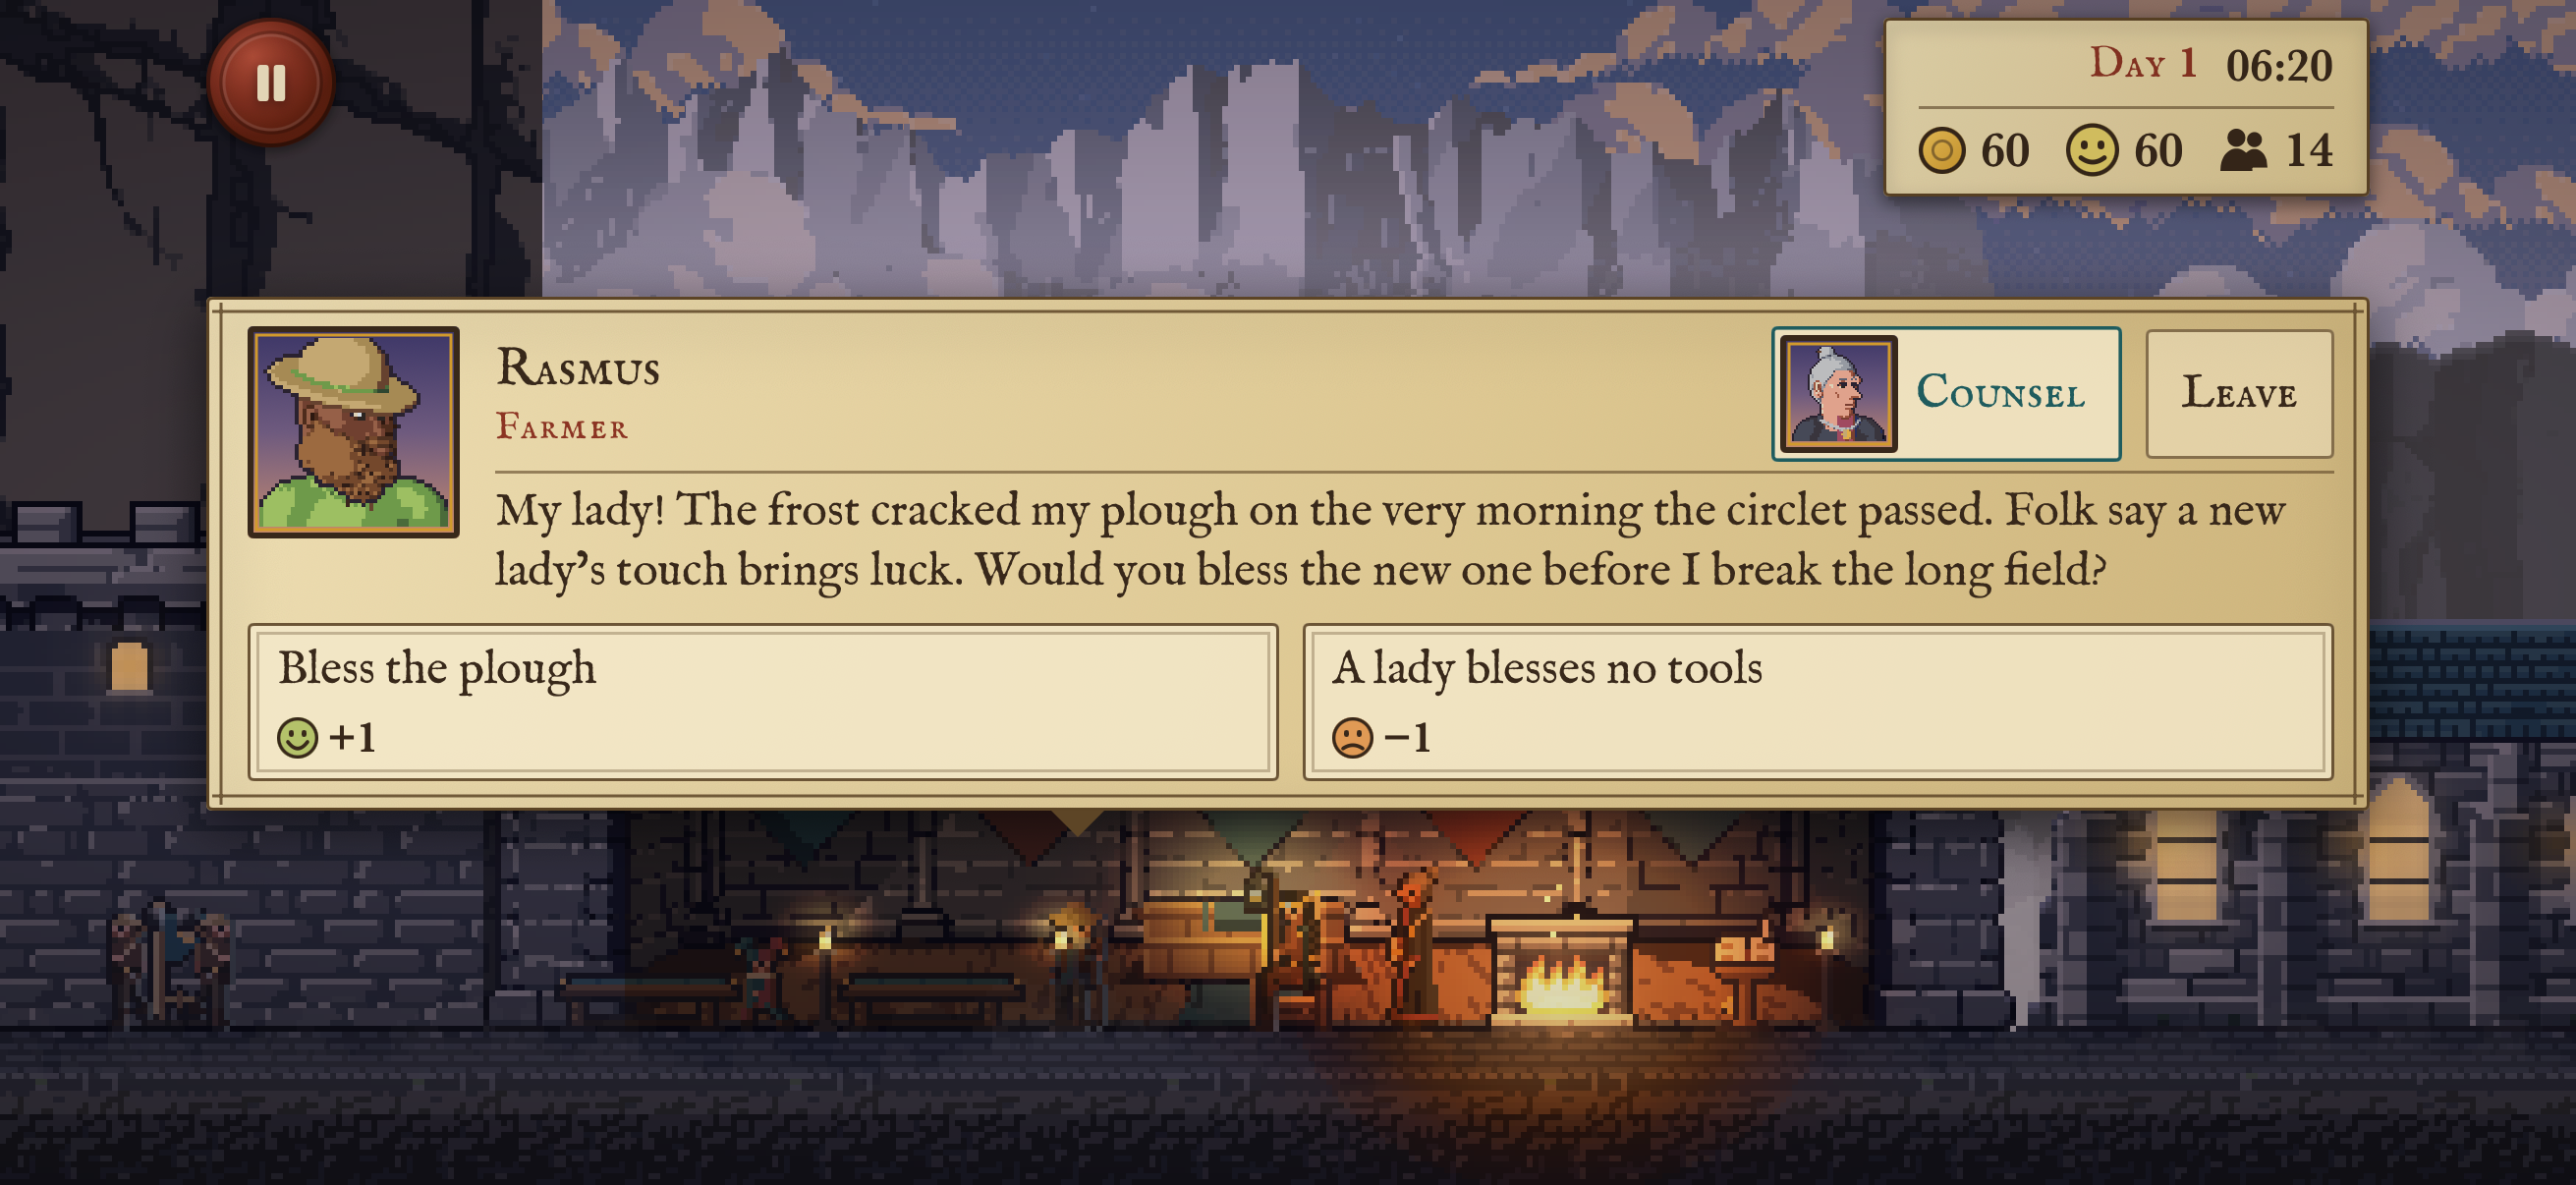 Day 1 06:20
60 60 14
Rasmus
Farmer
Counsel
Leave
My lady! The frost cracked my plough on the very morning the circlet passed. Folk say a new
lady's touch brings luck. Would you bless the new one before I break the long field?
Bless the plough
+1
A lady blesses no tools
−1